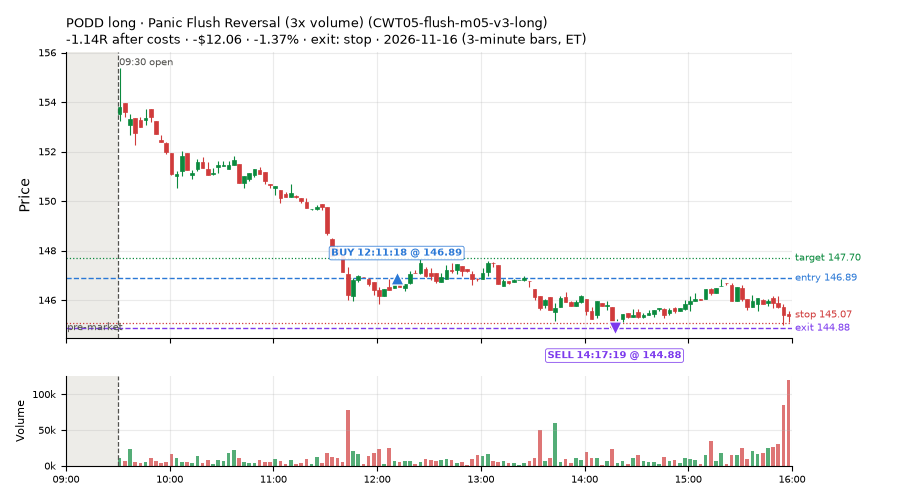 PODD long · Panic Flush Reversal (3x volume) (CWT05-flush-m05-v3-long)
-1.14R after costs · -$12.06 · -1.37% · exit: stop · 2026-11-16 (3-minute bars, ET)
156
09:30 open
154
152
150
148
146
Price
BUY 12:11:18 @ 146.89
target 147.70
entry 146.89
stop 145.07
exit 144.88
pre-market
SELL 14:17:19 @ 144.88
100k
50k
0k
Volume
09:00
10:00
11:00
12:00
13:00
14:00
15:00
16:00